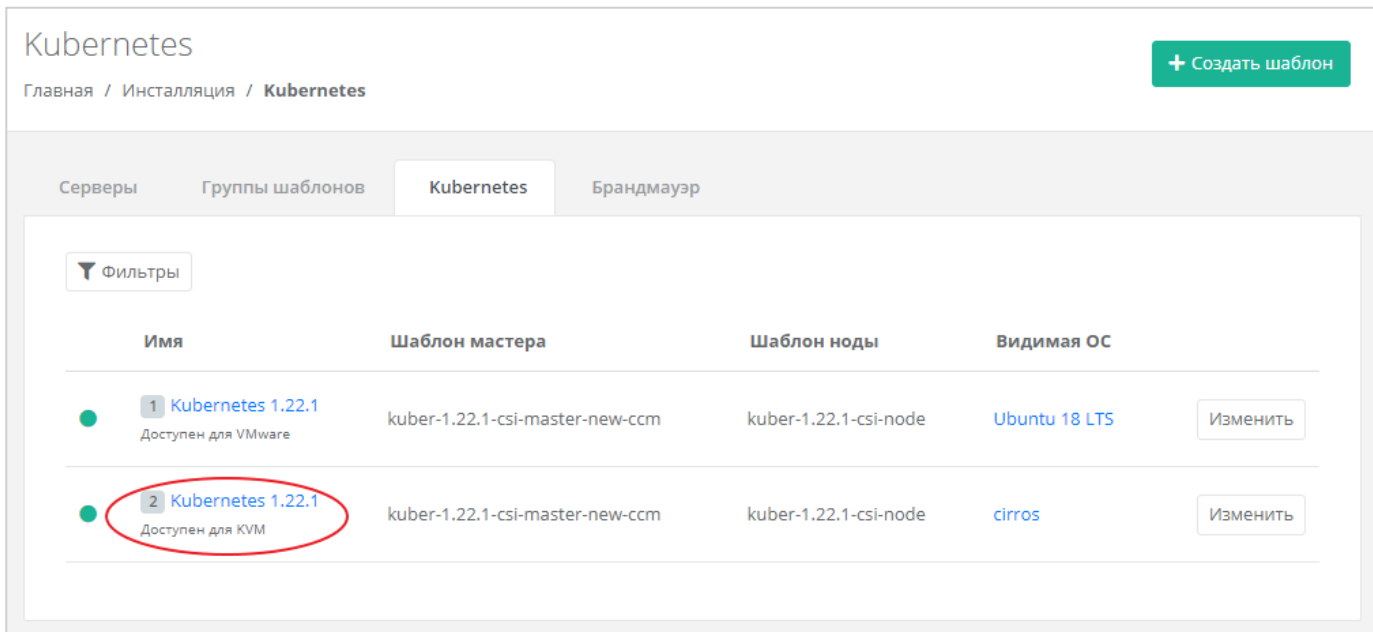 Kubernetes
+ Создать шаблон
Главная / Инсталляция / Kubernetes
Серверы Группы шаблонов Kubernetes Брандмауэр
Фильтры
Имя Шаблон мастера Шаблон ноды Видимая ОС
1 Kubernetes 1.22.1 kuber-1.22.1-csi-master-new-ccm kuber-1.22.1-csi-node Ubuntu 18 LTS Изменить
Доступен для VMware
2 Kubernetes 1.22.1 kuber-1.22.1-csi-master-new-ccm kuber-1.22.1-csi-node cirros Изменить
Доступен для KVM